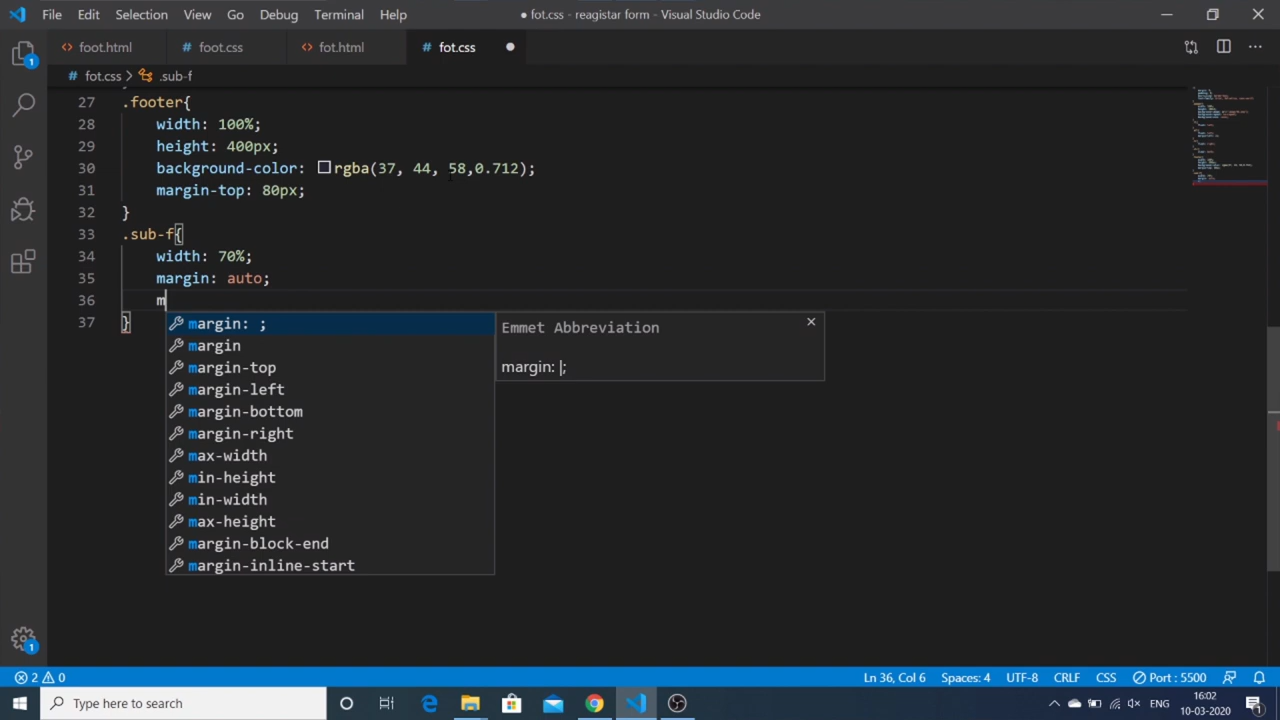 File Edit Selection View Go Debug Terminal Help
● fot.css - reagistar form - Visual Studio Code
foot.html foot.css fot.html fot.css
fot.css > .sub-f
27 .footer{
28 width: 100%;
29 height: 400px;
30 background-color: rgba(37, 44, 58,0.712);
31 margin-top: 80px;
32 }
33 .sub-f{
34 width: 70%;
35 margin: auto;
36 m
37 }
margin: ;
margin
margin-top
margin-left
margin-bottom
margin-right
max-width
min-height
min-width
max-height
margin-block-end
margin-inline-start
Emmet Abbreviation
margin: |;
1
1
2 0
Ln 36, Col 6 Spaces: 4 UTF-8 CRLF CSS Port : 5500
Type here to search
ENG
16:02
10-03-2020
1